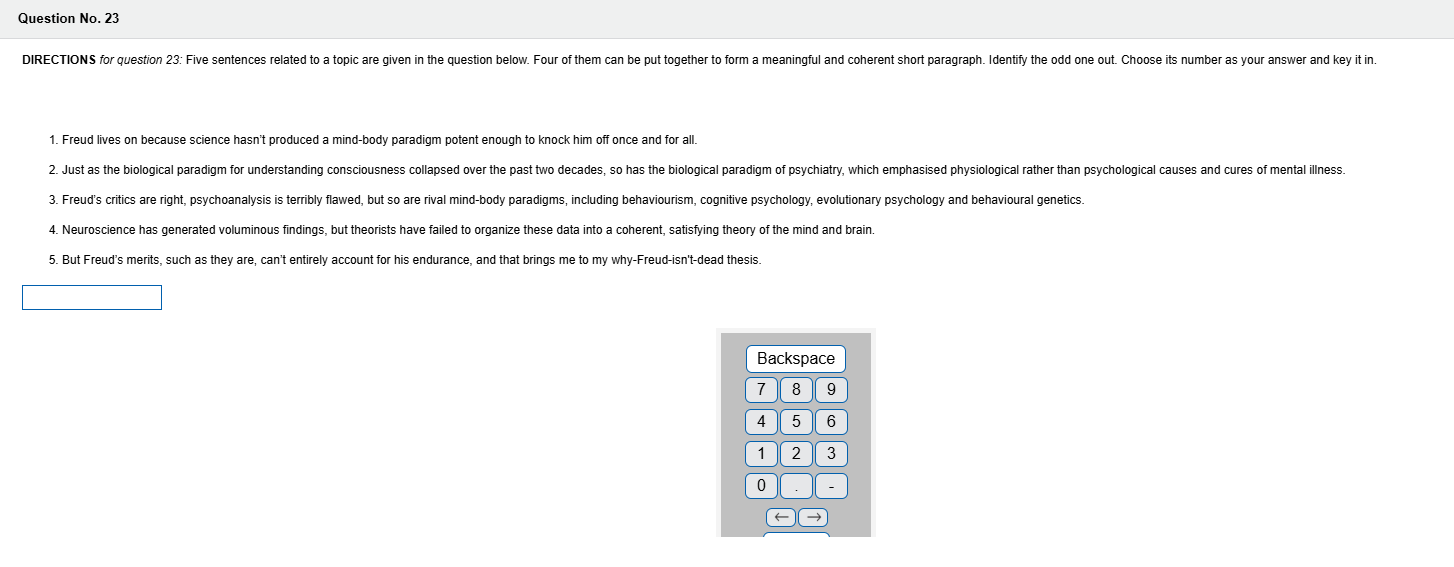 Question No. 23
DIRECTIONS for question 23: Five sentences related to a topic are given in the question below. Four of them can be put together to form a meaningful and coherent short paragraph. Identify the odd one out. Choose its number as your answer and key it in.
1. Freud lives on because science hasn't produced a mind-body paradigm potent enough to knock him off once and for all.
2. Just as the biological paradigm for understanding consciousness collapsed over the past two decades, so has the biological paradigm of psychiatry, which emphasised physiological rather than psychological causes and cures of mental illness.
3. Freud's critics are right, psychoanalysis is terribly flawed, but so are rival mind-body paradigms, including behaviourism, cognitive psychology, evolutionary psychology and behavioural genetics.
4. Neuroscience has generated voluminous findings, but theorists have failed to organize these data into a coherent, satisfying theory of the mind and brain.
5. But Freud's merits, such as they are, can't entirely account for his endurance, and that brings me to my why-Freud-isn't-dead thesis.
Backspace
7 8 9
4 5 6
1 2 3
0 . -
← →